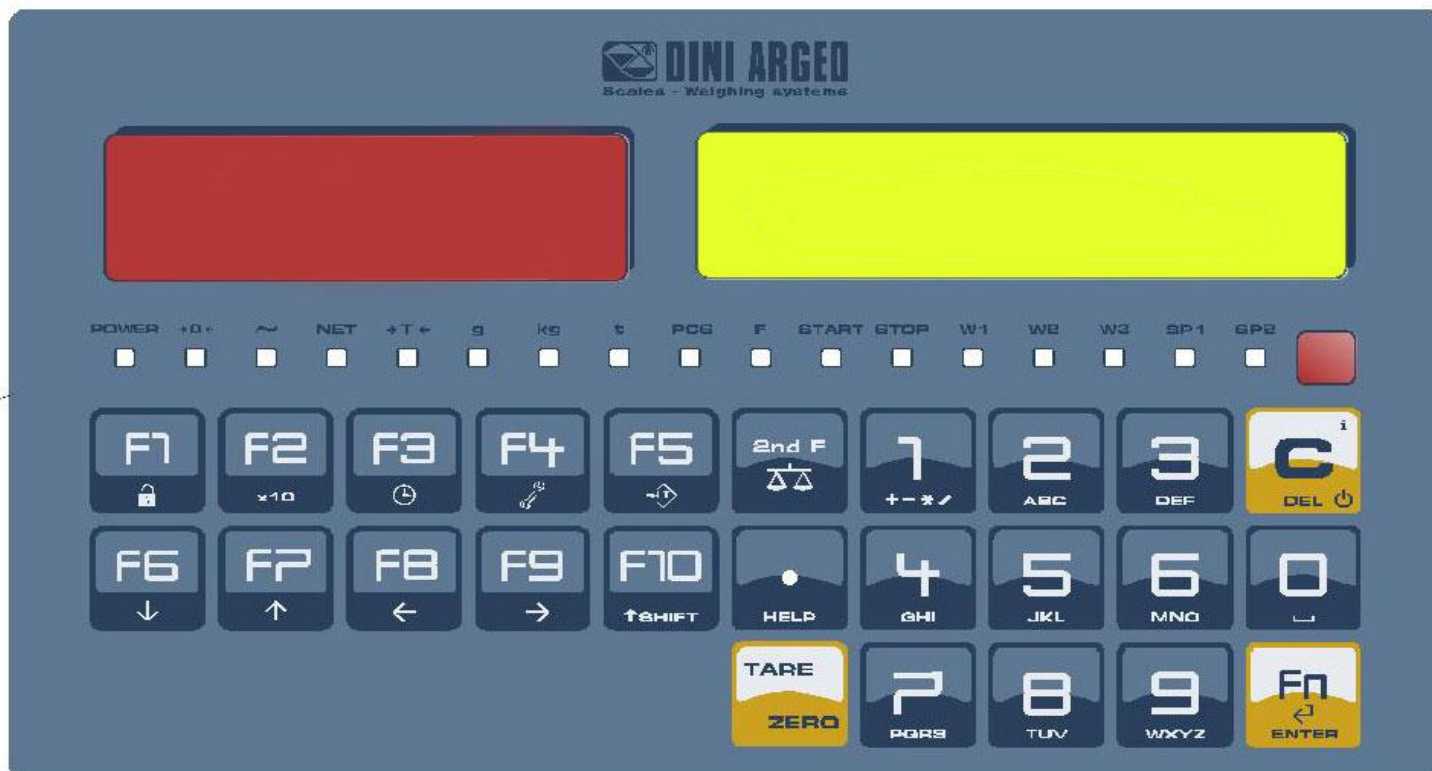 DINI ARGEO
Scales - Weighing systems
POWER →0← ~ NET →T← g kg t PCS F START STOP W1 W2 W3 SP1 SP2
F1 F2 F3 F4 F5 2nd F 1 2 3 C i
x10 T +-*/ ABC DEF DEL
F6 F7 F8 F9 F10 . 4 5 6 0
↓ ↑ ← → ↑SHIFT HELP GHI JKL MNO ⎵
TARE 7 8 9 Fn
ZERO PQRS TUV WXYZ ↵ ENTER